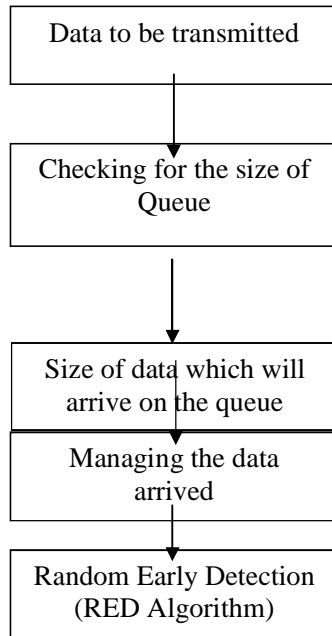 Data to be transmitted
Checking for the size of
Queue
Size of data which will
arrive on the queue
Managing the data
arrived
Random Early Detection
(RED Algorithm)